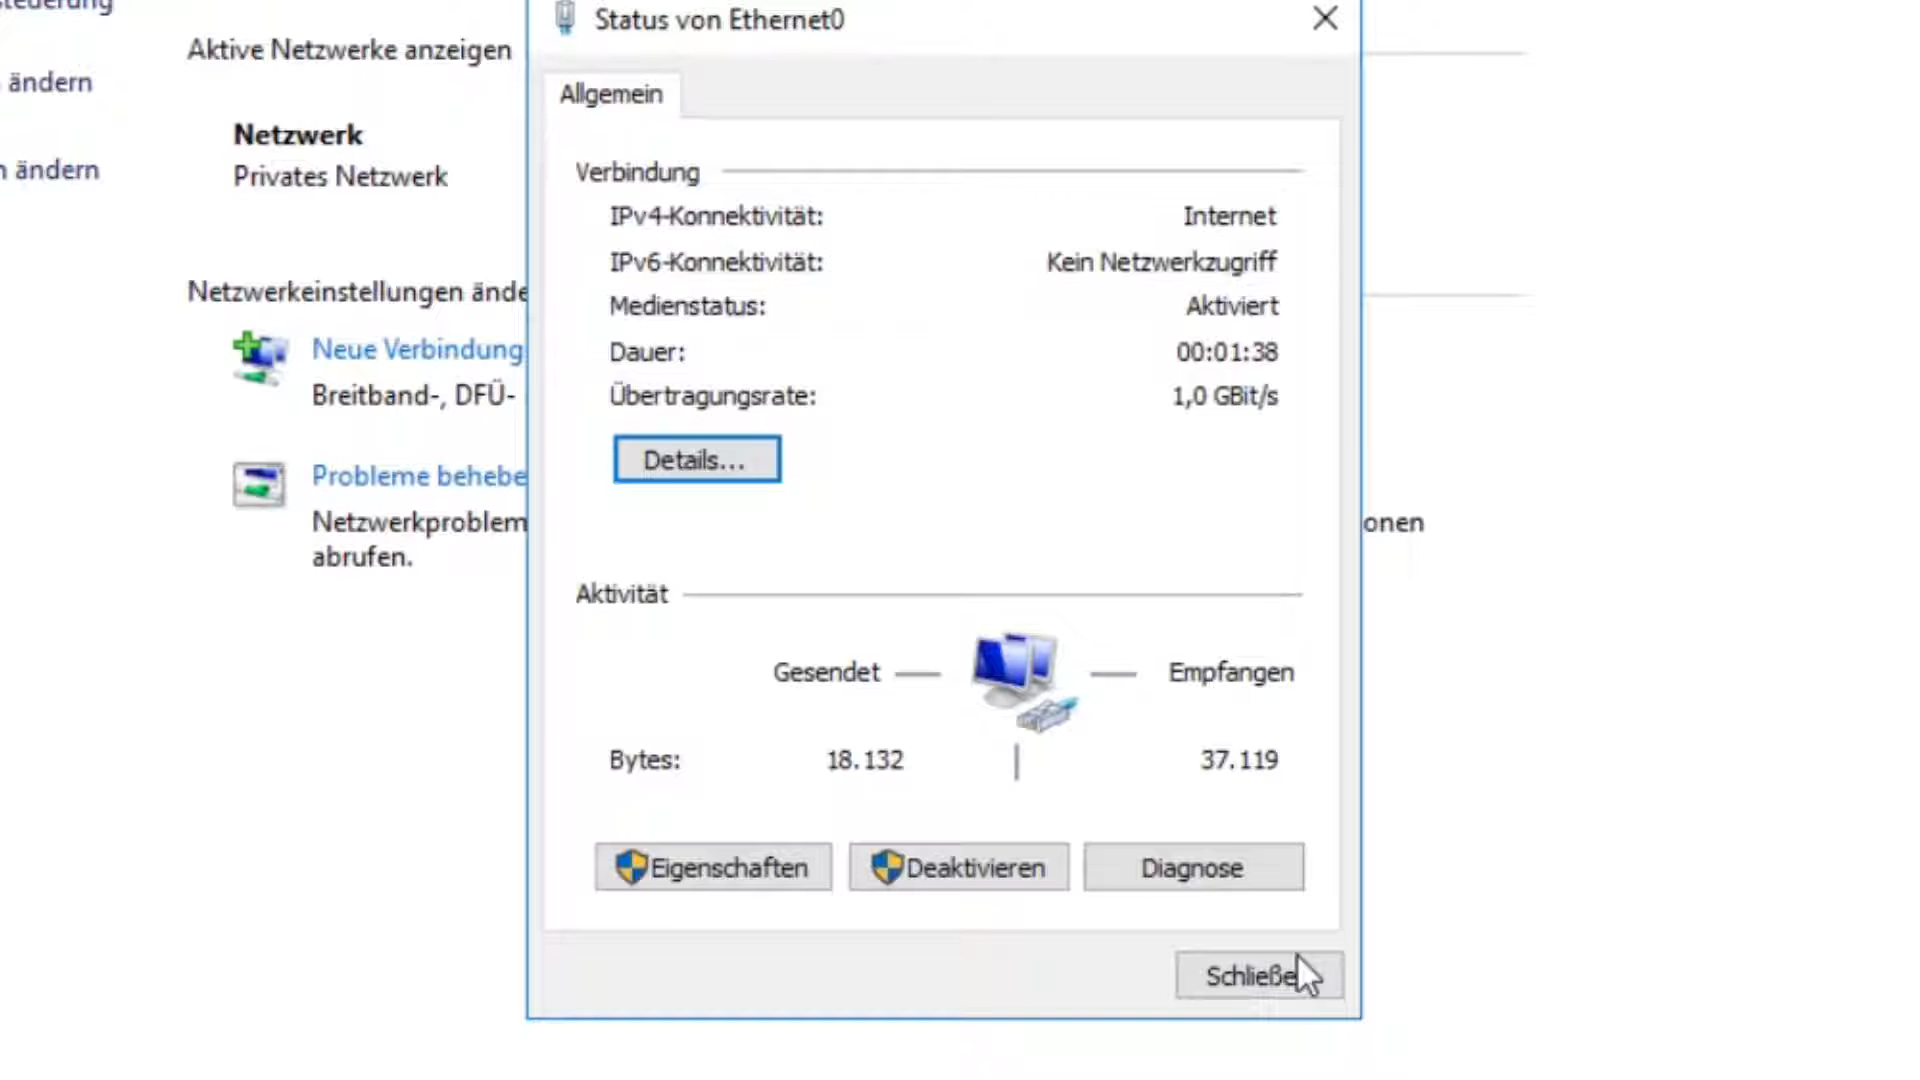 Status von Ethernet0
Aktive Netzwerke anzeigen
ändern
Netzwerk
Privates Netzwerk
ändern
Netzwerkeinstellungen ände
Neue Verbindung
Breitband-, DFÜ-
Probleme behebe
Netzwerkproblem
onen
abrufen.
Allgemein
Verbindung
IPv4-Konnektivität: Internet
IPv6-Konnektivität: Kein Netzwerkzugriff
Medienstatus: Aktiviert
Dauer: 00:01:38
Übertragungsrate: 1,0 GBit/s
Details...
Aktivität
Gesendet — Empfangen
Bytes: 18.132 | 37.119
Eigenschaften Deaktivieren Diagnose
Schließe